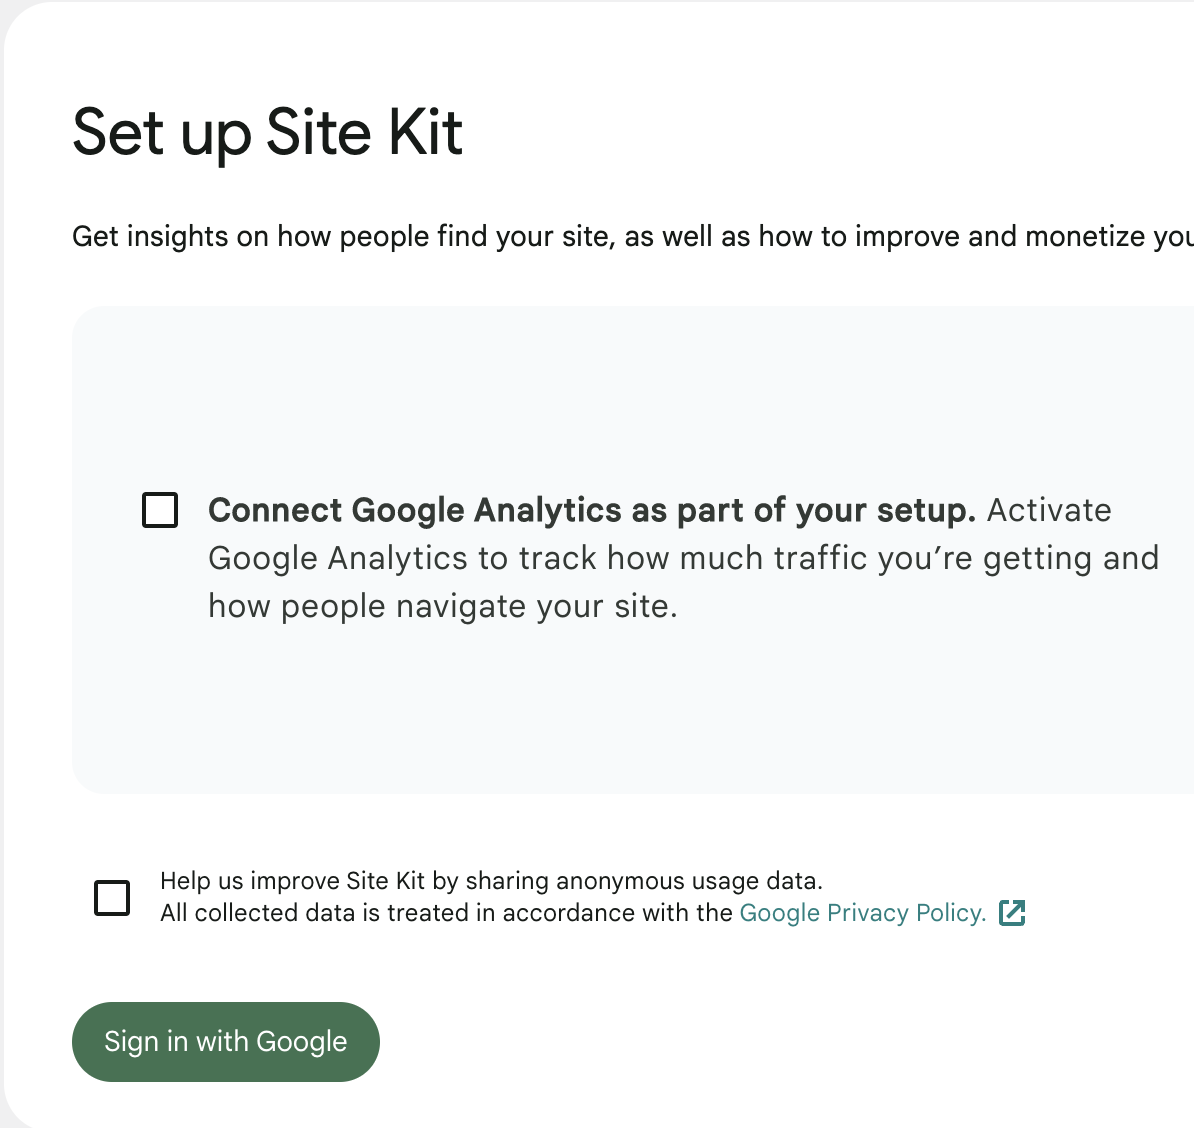 Set up Site Kit
Get insights on how people find your site, as well as how to improve and monetize
Connect Google Analytics as part of your setup. Activate
Google Analytics to track how much traffic you’re getting and
how people navigate your site.
Help us improve Site Kit by sharing anonymous usage data.
All collected data is treated in accordance with the Google Privacy Policy.
Sign in with Google